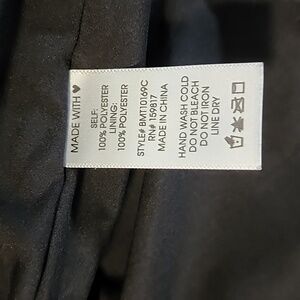 MADE WITH ♥
SELF:
100% POLYESTER
LINING:
100% POLYESTER
STYLE# BMT10169C
RN# 159817
MADE IN CHINA
HAND WASH COLD
DO NOT BLEACH
DO NOT IRON
LINE DRY